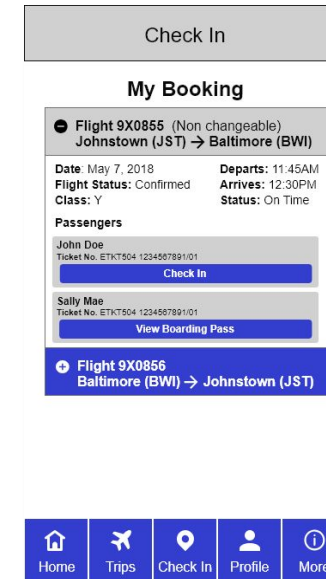 Check In
My Booking
Flight 9X0855 (Non changeable)
Johnstown (JST) → Baltimore (BWI)
Date: May 7, 2018 Departs: 11:45AM
Flight Status: Confirmed Arrives: 12:30PM
Class: Y Status: On Time
Passengers
John Doe
Ticket No. ETKT504 1234567891/01
Check In
Sally Mae
Ticket No. ETKT504 1234567891/01
View Boarding Pass
Flight 9X0856
Baltimore (BWI) → Johnstown (JST)
Home Trips Check In Profile More